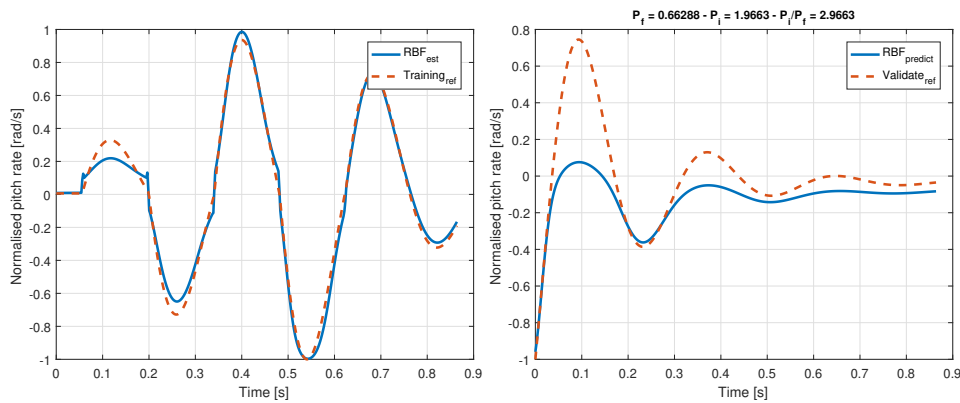 RBF_est
Training_ref
1
0.8
0.6
0.4
0.2
0
-0.2
-0.4
-0.6
-0.8
-1
Normalised pitch rate [rad/s]
0 0.1 0.2 0.3 0.4 0.5 0.6 0.7 0.8 0.9
Time [s]
P_f = 0.66288 - P_i = 1.9663 - P_i/P_f = 2.9663
RBF_predict
Validate_ref
0.8
0.6
0.4
0.2
0
-0.2
-0.4
-0.6
-0.8
-1
Normalised pitch rate [rad/s]
0 0.1 0.2 0.3 0.4 0.5 0.6 0.7 0.8 0.9
Time [s]